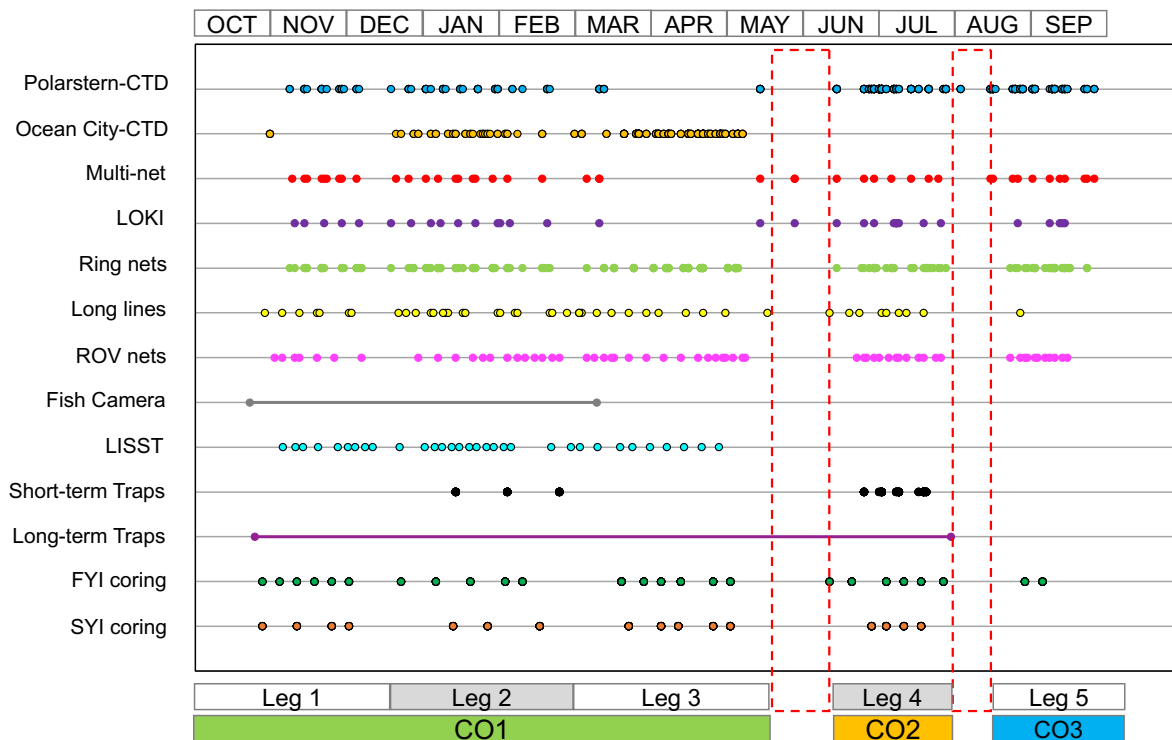 OCT NOV DEC JAN FEB MAR APR MAY JUN JUL AUG SEP
Polarstern-CTD
Ocean City-CTD
Multi-net
LOKI
Ring nets
Long lines
ROV nets
Fish Camera
LISST
Short-term Traps
Long-term Traps
FYI coring
SYI coring
Leg 1 Leg 2 Leg 3 Leg 4 Leg 5
CO1 CO2 CO3